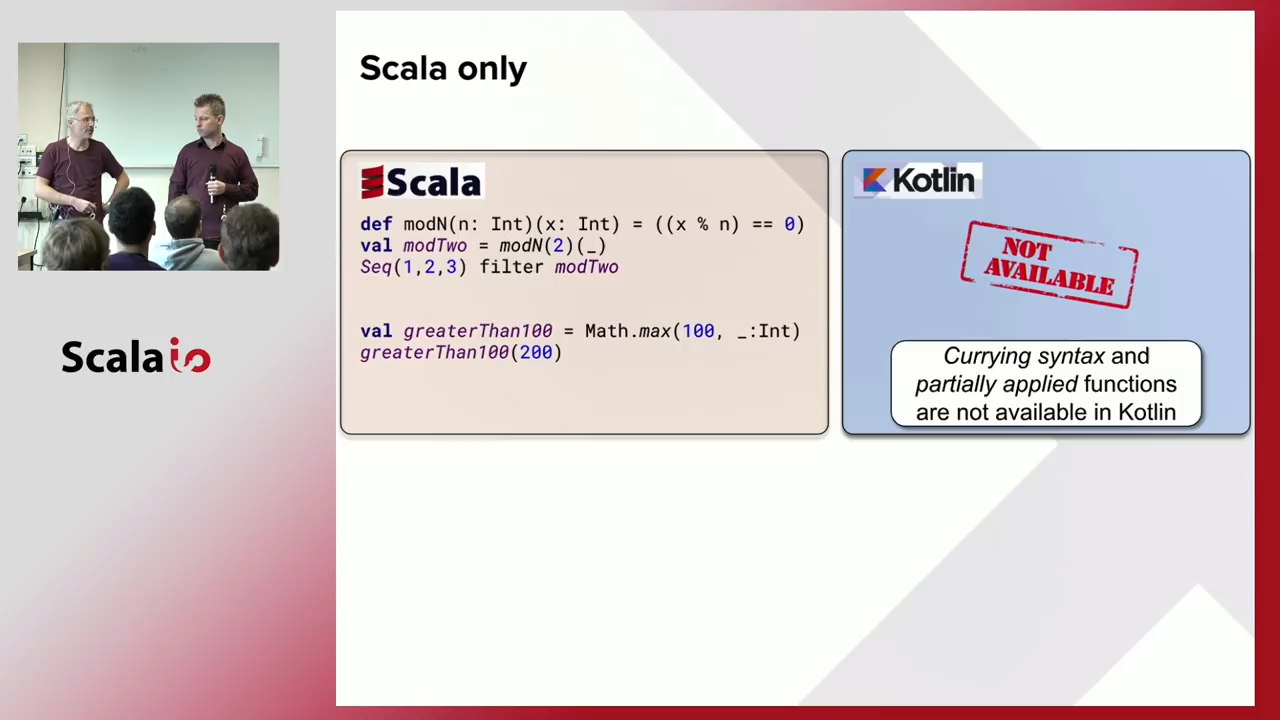 Scala only
Scala
def modN(n: Int)(x: Int) = ((x % n) == 0)
val modTwo = modN(2)(_)
Seq(1,2,3) filter modTwo
val greaterThan100 = Math.max(100, _:Int)
greaterThan100(200)
Kotlin
NOT
AVAILABLE
Currying syntax and
partially applied functions
are not available in Kotlin
Scala io